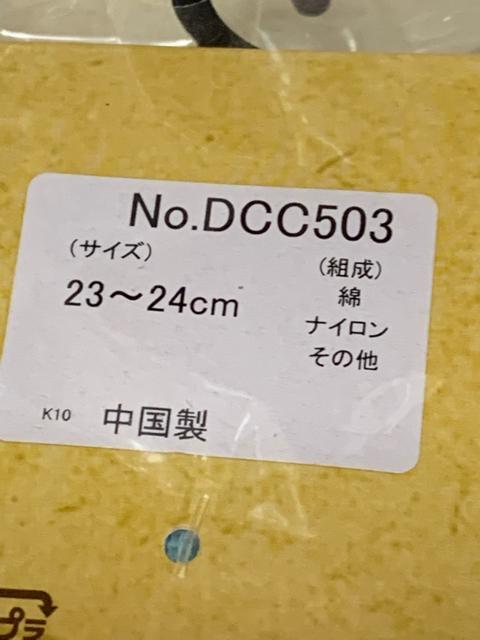 No.DCC503
（サイズ）
23～24cm
（組成）
綿
ナイロン
その他
K10 中国製
プラ